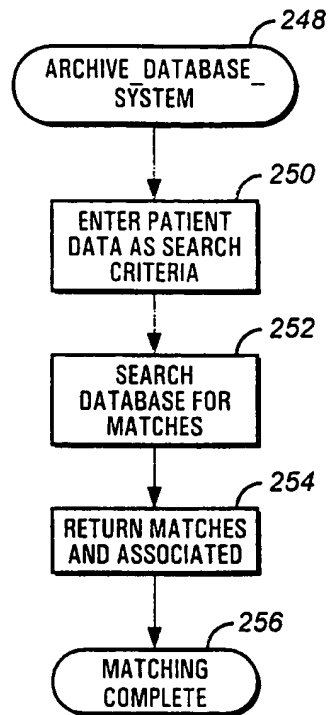 248
ARCHIVE_DATABASE_
SYSTEM
250
ENTER PATIENT
DATA AS SEARCH
CRITERIA
252
SEARCH
DATABASE FOR
MATCHES
254
RETURN MATCHES
AND ASSOCIATED
256
MATCHING
COMPLETE